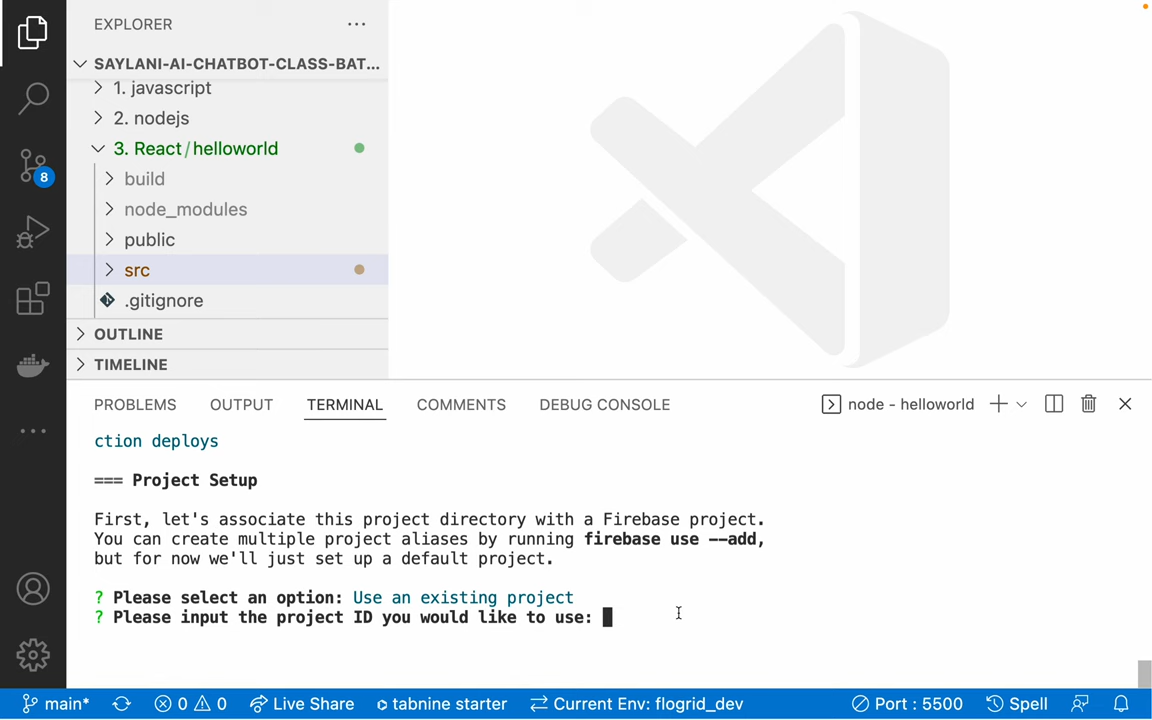 EXPLORER
SAYLANI-AI-CHATBOT-CLASS-BAT...
1. javascript
2. nodejs
3. React/helloworld
build
node_modules
public
src
.gitignore
OUTLINE
TIMELINE
8
PROBLEMS OUTPUT TERMINAL COMMENTS DEBUG CONSOLE node - helloworld
ction deploys
=== Project Setup
First, let's associate this project directory with a Firebase project.
You can create multiple project aliases by running firebase use --add,
but for now we'll just set up a default project.
? Please select an option: Use an existing project
? Please input the project ID you would like to use:
main* 0 0 Live Share tabnine starter Current Env: flogrid_dev Port : 5500 Spell